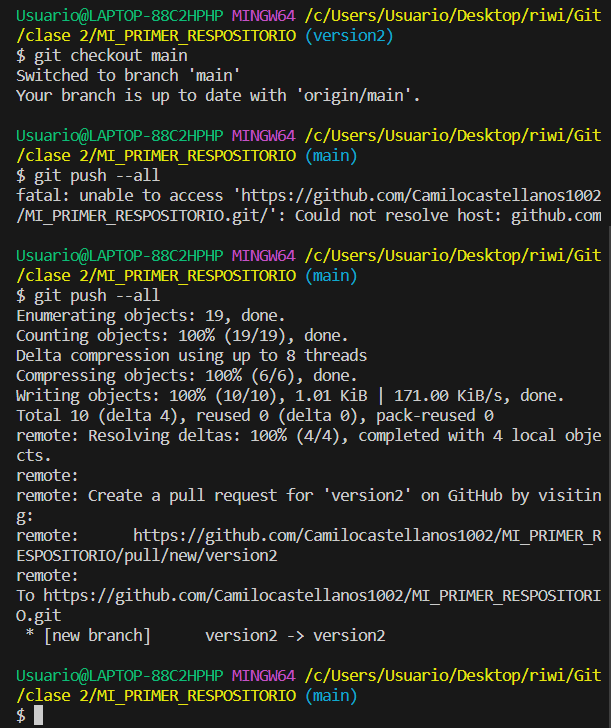 Usuario@LAPTOP-88C2HPHP MINGW64 /c/Users/Usuario/Desktop/riwi/Git
/clase 2/MI_PRIMER_RESPOSITORIO (version2)
$ git checkout main
Switched to branch 'main'
Your branch is up to date with 'origin/main'.
Usuario@LAPTOP-88C2HPHP MINGW64 /c/Users/Usuario/Desktop/riwi/Git
/clase 2/MI_PRIMER_RESPOSITORIO (main)
$ git push --all
fatal: unable to access 'https://github.com/Camilocastellanos1002
/MI_PRIMER_RESPOSITORIO.git/': Could not resolve host: github.com
Usuario@LAPTOP-88C2HPHP MINGW64 /c/Users/Usuario/Desktop/riwi/Git
/clase 2/MI_PRIMER_RESPOSITORIO (main)
$ git push --all
Enumerating objects: 19, done.
Counting objects: 100% (19/19), done.
Delta compression using up to 8 threads
Compressing objects: 100% (6/6), done.
Writing objects: 100% (10/10), 1.01 KiB | 171.00 KiB/s, done.
Total 10 (delta 4), reused 0 (delta 0), pack-reused 0
remote: Resolving deltas: 100% (4/4), completed with 4 local obje
cts.
remote:
remote: Create a pull request for 'version2' on GitHub by visitin
g:
remote:      https://github.com/Camilocastellanos1002/MI_PRIMER_R
ESPOSITORIO/pull/new/version2
remote:
To https://github.com/Camilocastellanos1002/MI_PRIMER_RESPOSITORI
O.git
 * [new branch]      version2 -> version2
Usuario@LAPTOP-88C2HPHP MINGW64 /c/Users/Usuario/Desktop/riwi/Git
/clase 2/MI_PRIMER_RESPOSITORIO (main)
$